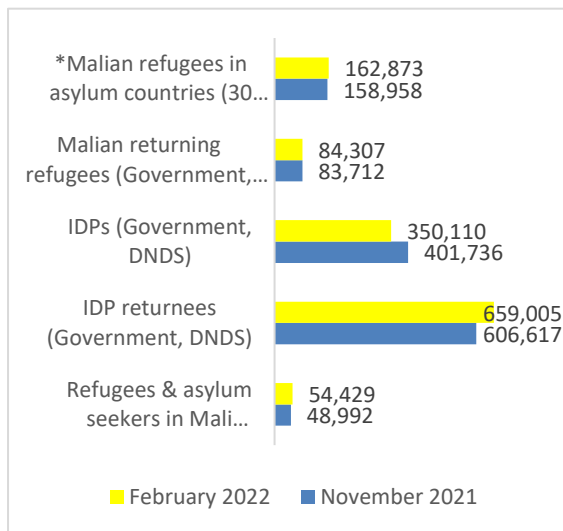 *Malian refugees in
asylum countries (30...
162,873
158,958
Malian returning
refugees (Government,...
84,307
83,712
IDPs (Government,
DNDS)
350,110
401,736
IDP returnees
(Government, DNDS)
659,005
606,617
Refugees & asylum
seekers in Mali...
54,429
48,992
February 2022
November 2021